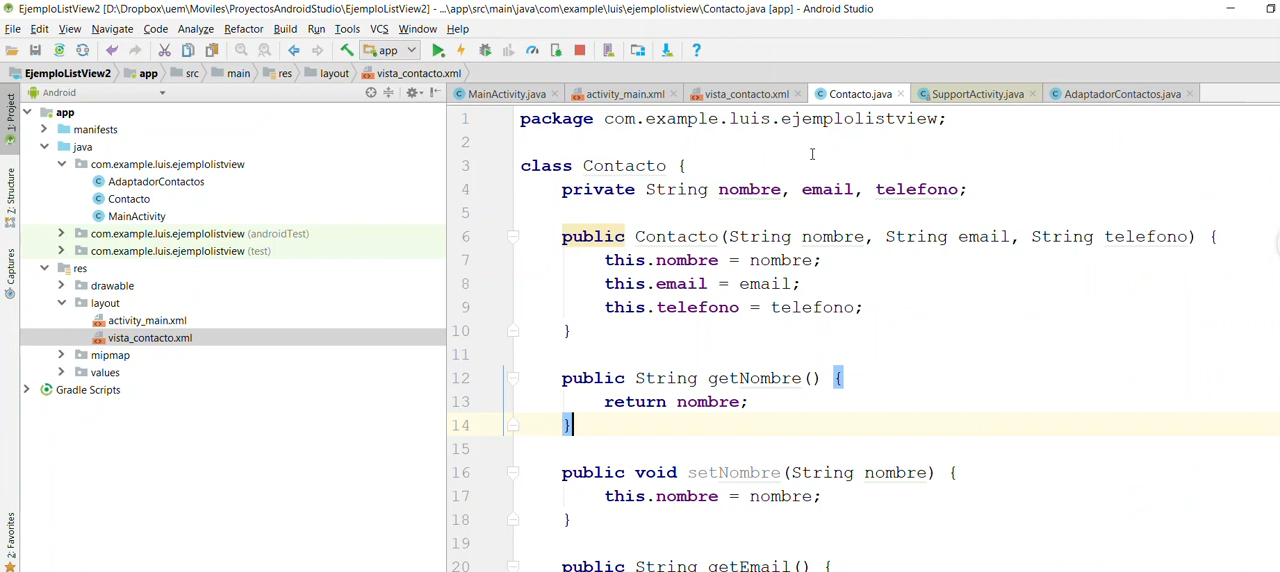 EjemploListView2 [D:\Dropbox\uem\Moviles\ProyectosAndroidStudio\EjemploListView2] - ...\app\src\main\java\com\example\luis\ejemplolistview\Contacto.java [app] - Android Studio
File Edit View Navigate Code Analyze Refactor Build Run Tools VCS Window Help
app
EjemploListView2 app src main res layout vista_contacto.xml
Android
MainActivity.java activity_main.xml vista_contacto.xml Contacto.java SupportActivity.java AdaptadorContactos.java
1: Project
Z: Structure
Captures
2: Favorites
app
manifests
java
com.example.luis.ejemplolistview
AdaptadorContactos
Contacto
MainActivity
com.example.luis.ejemplolistview (androidTest)
com.example.luis.ejemplolistview (test)
res
drawable
layout
activity_main.xml
vista_contacto.xml
mipmap
values
Gradle Scripts
1 package com.example.luis.ejemplolistview;
2
3 class Contacto {
4 private String nombre, email, telefono;
5
6 public Contacto(String nombre, String email, String telefono) {
7 this.nombre = nombre;
8 this.email = email;
9 this.telefono = telefono;
10 }
11
12 public String getNombre() {
13 return nombre;
14 }
15
16 public void setNombre(String nombre) {
17 this.nombre = nombre;
18 }
19
20 public String getEmail() {